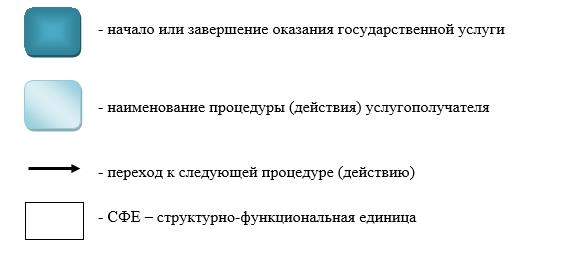 - начало или завершение оказания государственной услуги
- наименование процедуры (действия) услугополучателя
- переход к следующей процедуре (действию)
- СФЕ – структурно-функциональная единица